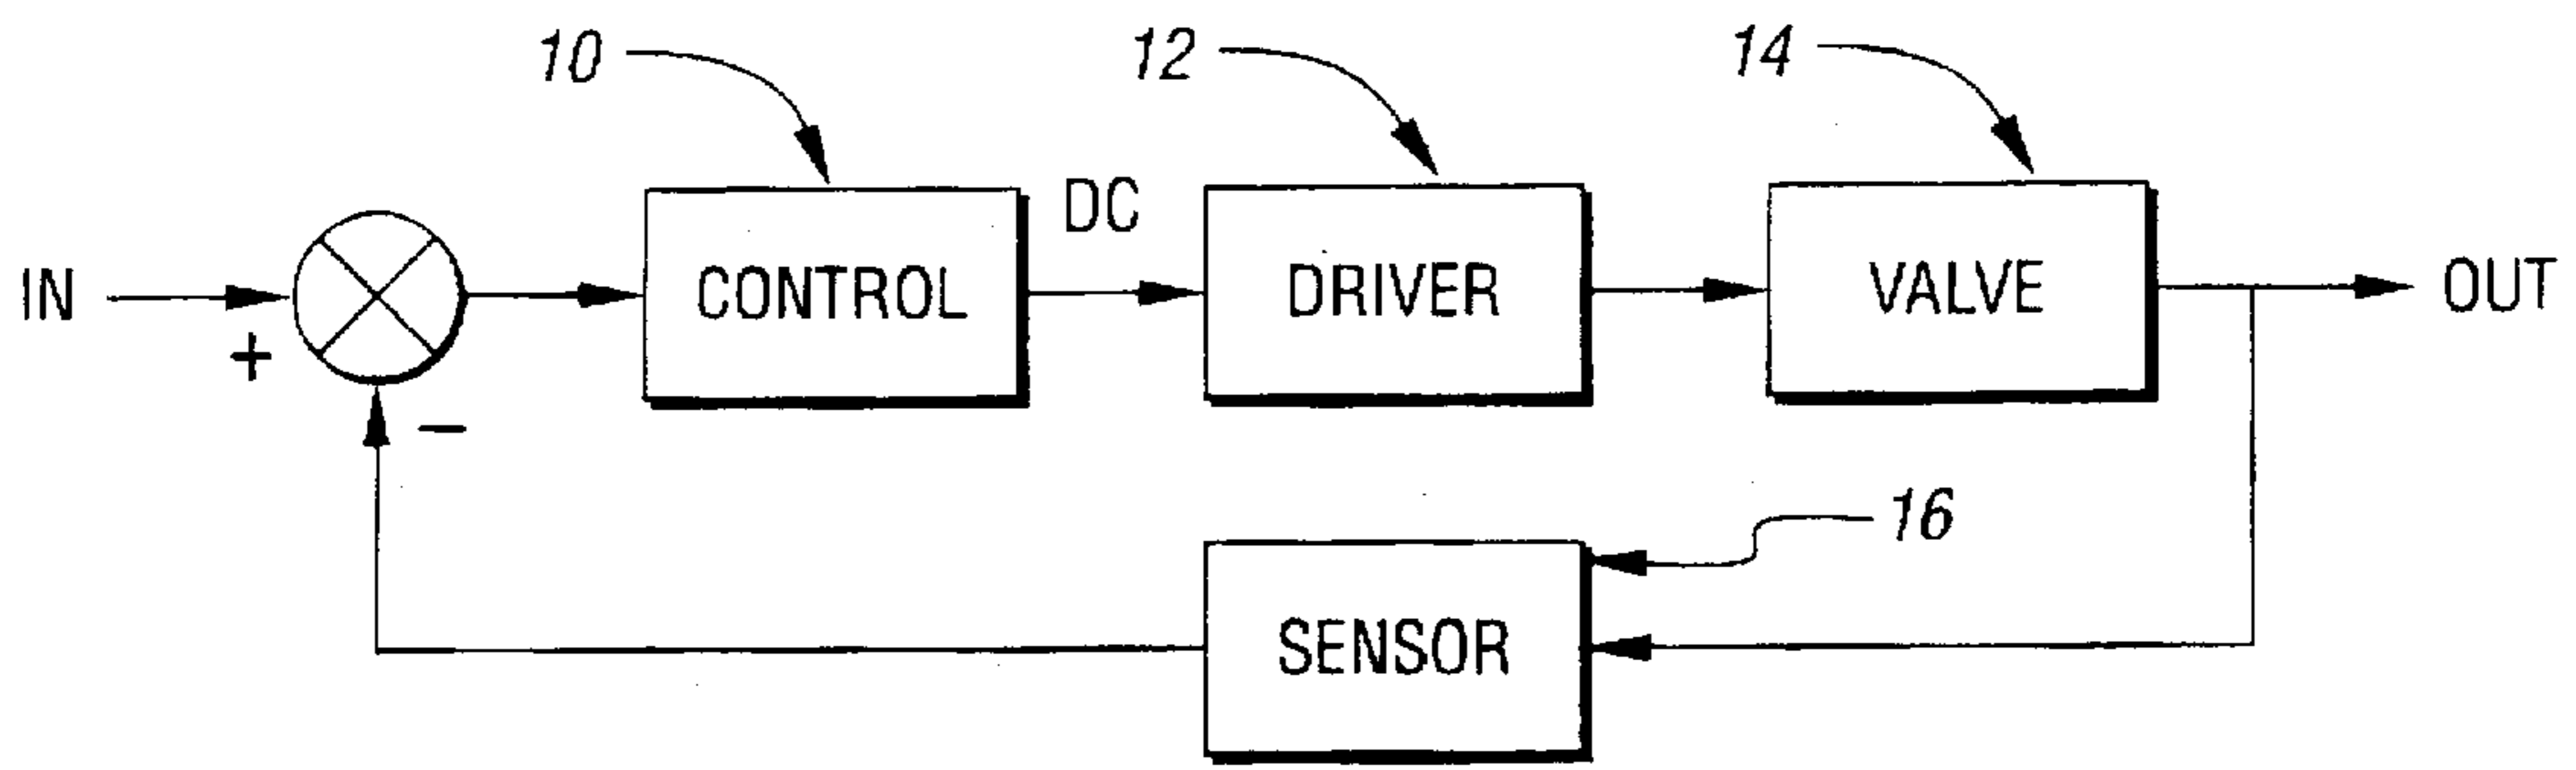 10
12
14
DC
IN
CONTROL
DRIVER
VALVE
OUT
+
−
16
SENSOR